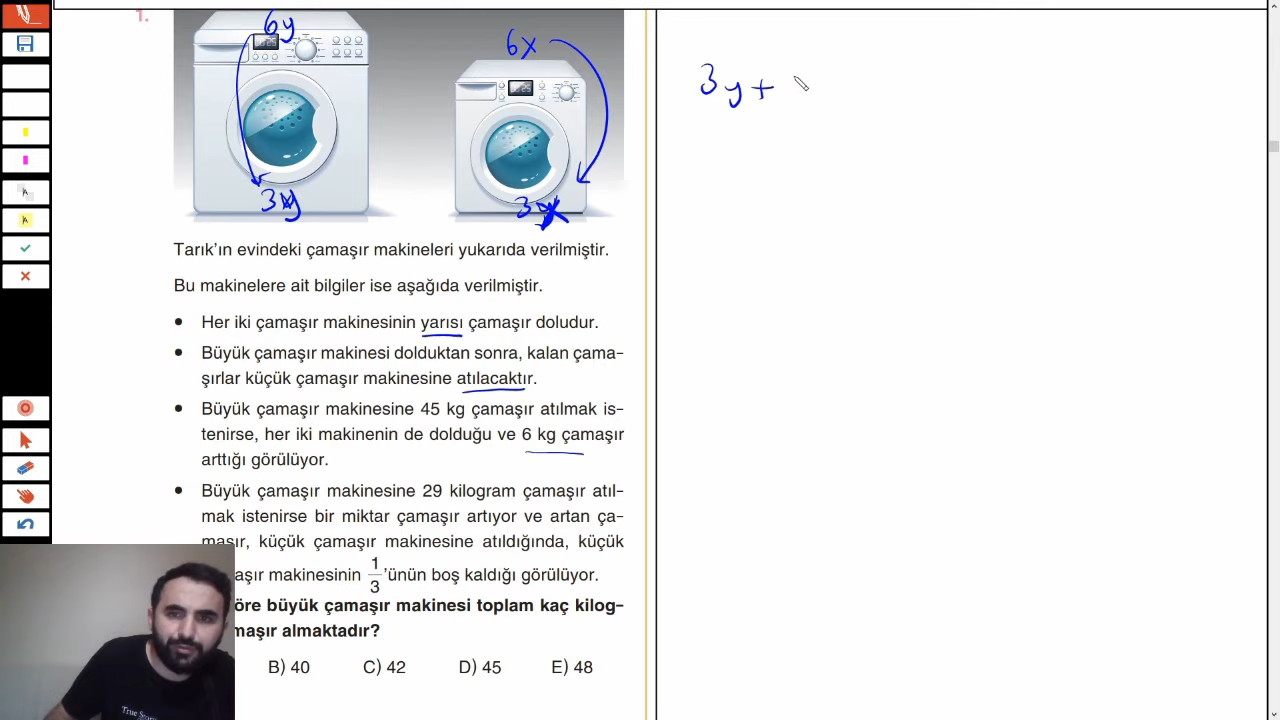 1.
6y
6x
3y +
3y
3x
Tarık'ın evindeki çamaşır makineleri yukarıda verilmiştir.
Bu makinelere ait bilgiler ise aşağıda verilmiştir.
• Her iki çamaşır makinesinin yarısı çamaşır doludur.
• Büyük çamaşır makinesi dolduktan sonra, kalan çama-
şırlar küçük çamaşır makinesine atılacaktır.
• Büyük çamaşır makinesine 45 kg çamaşır atılmak is-
tenirse, her iki makinenin de dolduğu ve 6 kg çamaşır
arttığı görülüyor.
• Büyük çamaşır makinesine 29 kilogram çamaşır atıl-
mak istenirse bir miktar çamaşır artıyor ve artan ça-
maşır, küçük çamaşır makinesine atıldığında, küçük
aşır makinesinin 1/3'ünün boş kaldığı görülüyor.
öre büyük çamaşır makinesi toplam kaç kilog-
maşır almaktadır?
B) 40 C) 42 D) 45 E) 48